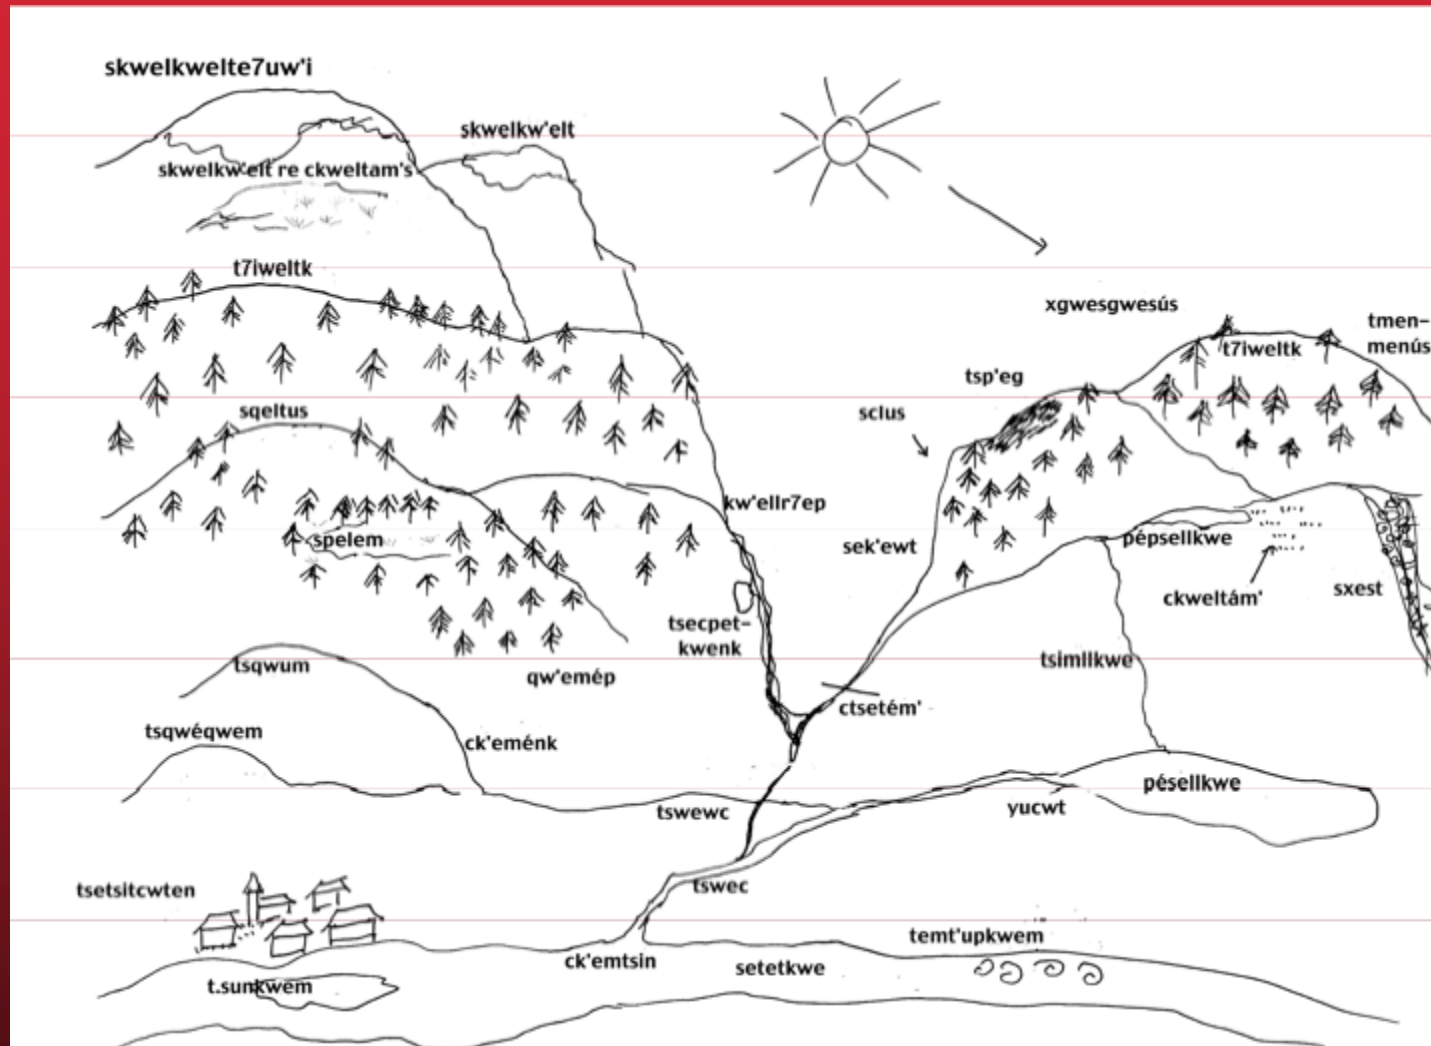 skwelkwelte7uw'i
skwelkw'elt
skwelkw'elt re ckweltam's
t7iweltk
xgwesgwesús
tmen-
menús
t7iweltk
tsp'eg
sclus
sqeltus
kw'ellr7ep
spelem
sek'ewt
pépsellkwe
ckweltám'
sxest
tsecpet-
kwenk
tsqwum
qw'emép
tsimllkwe
ctsetém'
tsqwéqwem
ck'eménk
pésellkwe
tswewc
yucwt
tsetsitcwten
tswec
temt'upkwem
ck'emtsin
setetkwe
t.sunkwem